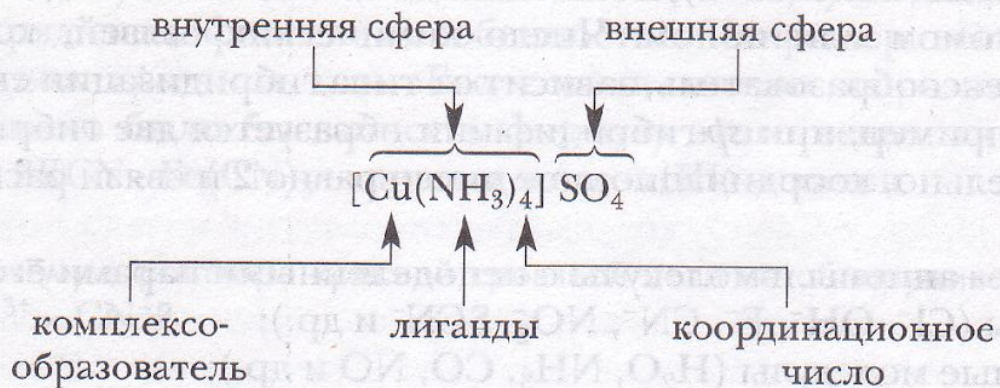 внутренняя сфера внешняя сфера
[Cu(NH₃)₄] SO₄
комплексо- лиганды координационное
образователь число